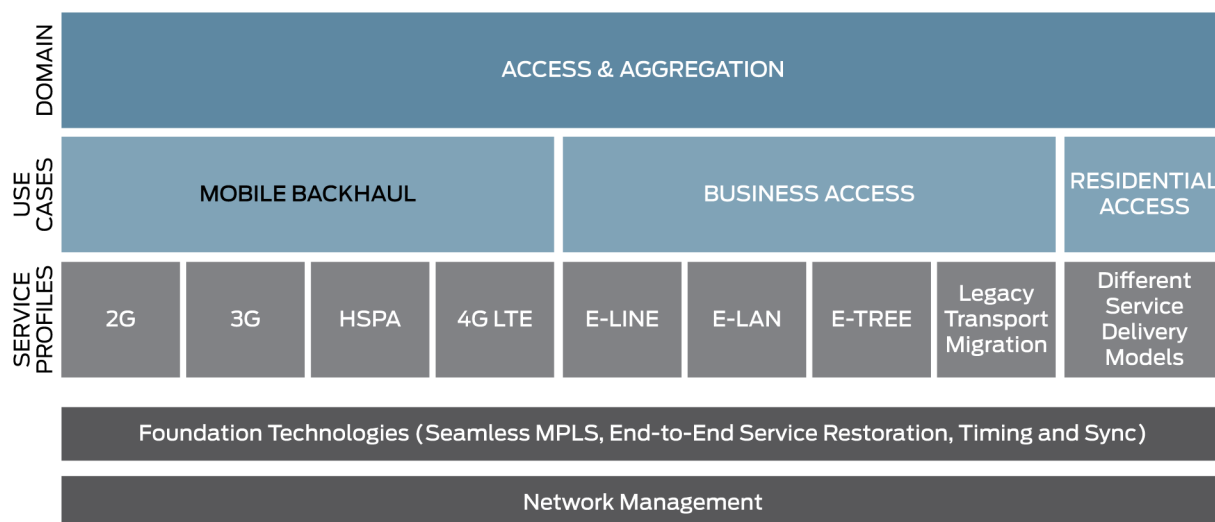 DOMAIN
ACCESS & AGGREGATION
USE
CASES
MOBILE BACKHAUL
BUSINESS ACCESS
RESIDENTIAL
ACCESS
SERVICE
PROFILES
2G
3G
HSPA
4G LTE
E-LINE
E-LAN
E-TREE
Legacy
Transport
Migration
Different
Service
Delivery
Models
Foundation Technologies (Seamless MPLS, End-to-End Service Restoration, Timing and Sync)
Network Management